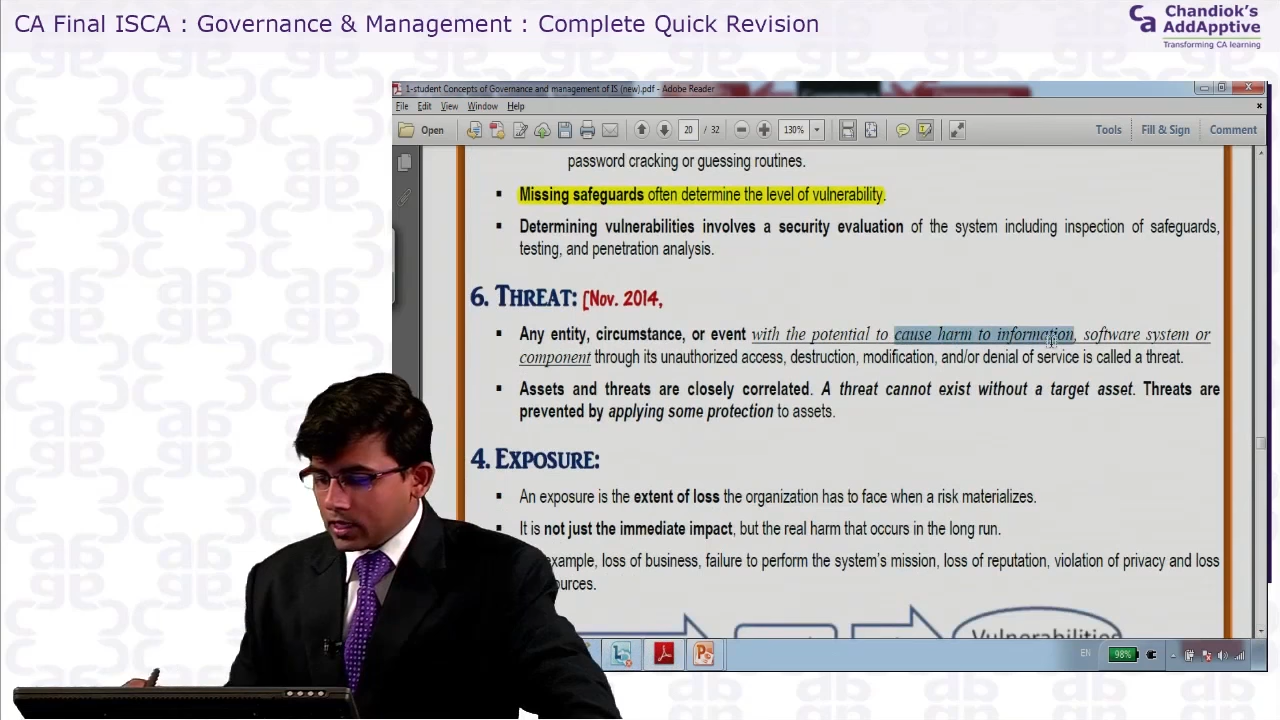 CA Final ISCA : Governance & Management : Complete Quick Revision
Ca Chandiok's
AddApptive
Transforming CA learning
1-student Concepts of Governance and management of IS (new).pdf - Adobe Reader
File Edit View Window Help
Open 20 / 32 130% Tools Fill & Sign Comment
password cracking or guessing routines.
▪ Missing safeguards often determine the level of vulnerability.
▪ Determining vulnerabilities involves a security evaluation of the system including inspection of safeguards,
testing, and penetration analysis.
6. THREAT: [Nov. 2014,
▪ Any entity, circumstance, or event with the potential to cause harm to information, software system or
component through its unauthorized access, destruction, modification, and/or denial of service is called a threat.
▪ Assets and threats are closely correlated. A threat cannot exist without a target asset. Threats are
prevented by applying some protection to assets.
4. EXPOSURE:
▪ An exposure is the extent of loss the organization has to face when a risk materializes.
▪ It is not just the immediate impact, but the real harm that occurs in the long run.
example, loss of business, failure to perform the system's mission, loss of reputation, violation of privacy and loss
Vulnerabilities
EN 98%